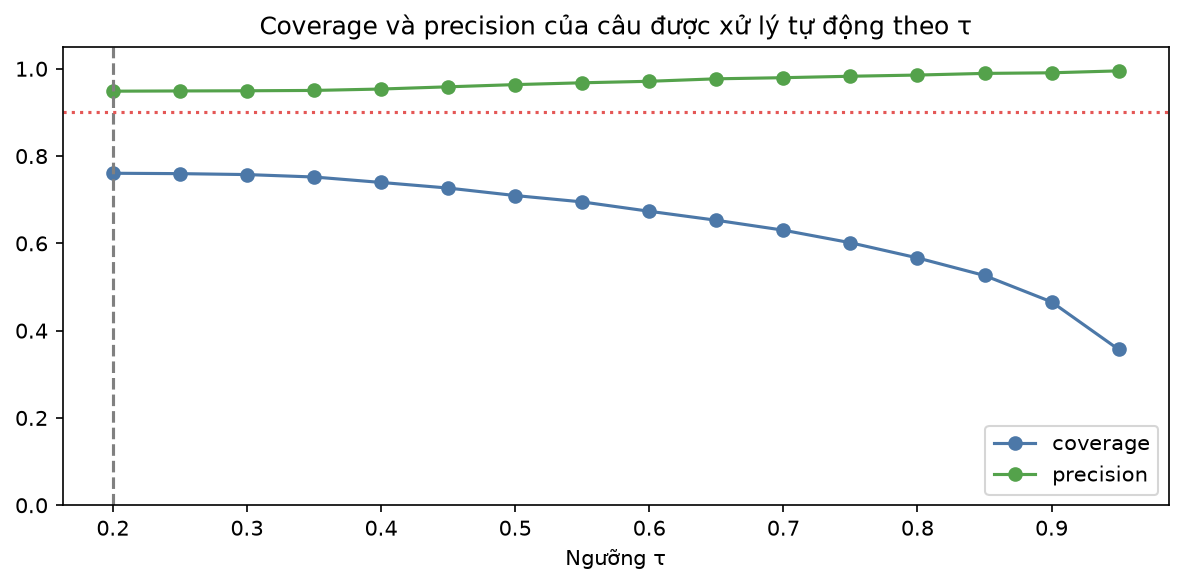 Coverage và precision của câu được xử lý tự động theo τ
1.0
0.8
0.6
0.4
0.2
0.0
0.2 0.3 0.4 0.5 0.6 0.7 0.8 0.9
Ngưỡng τ
coverage
precision